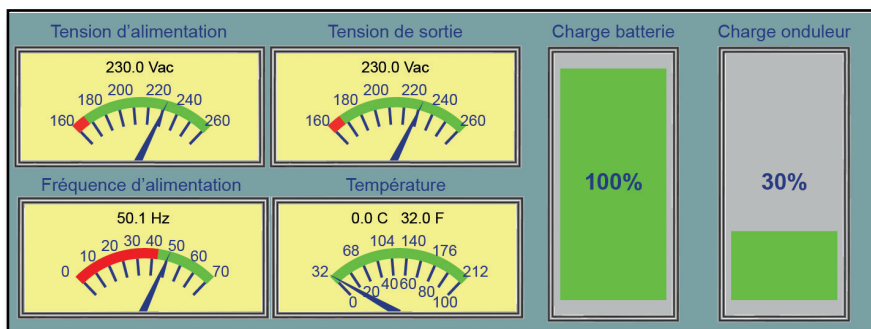 Tension d'alimentation
230.0 Vac
160 180 200 220 240 260
Tension de sortie
230.0 Vac
160 180 200 220 240 260
Charge batterie
100%
Charge onduleur
30%
Fréquence d'alimentation
50.1 Hz
0 10 20 30 40 50 60 70
Température
0.0 C 32.0 F
32 68 104 140 176 212
0 20 40 60 80 100